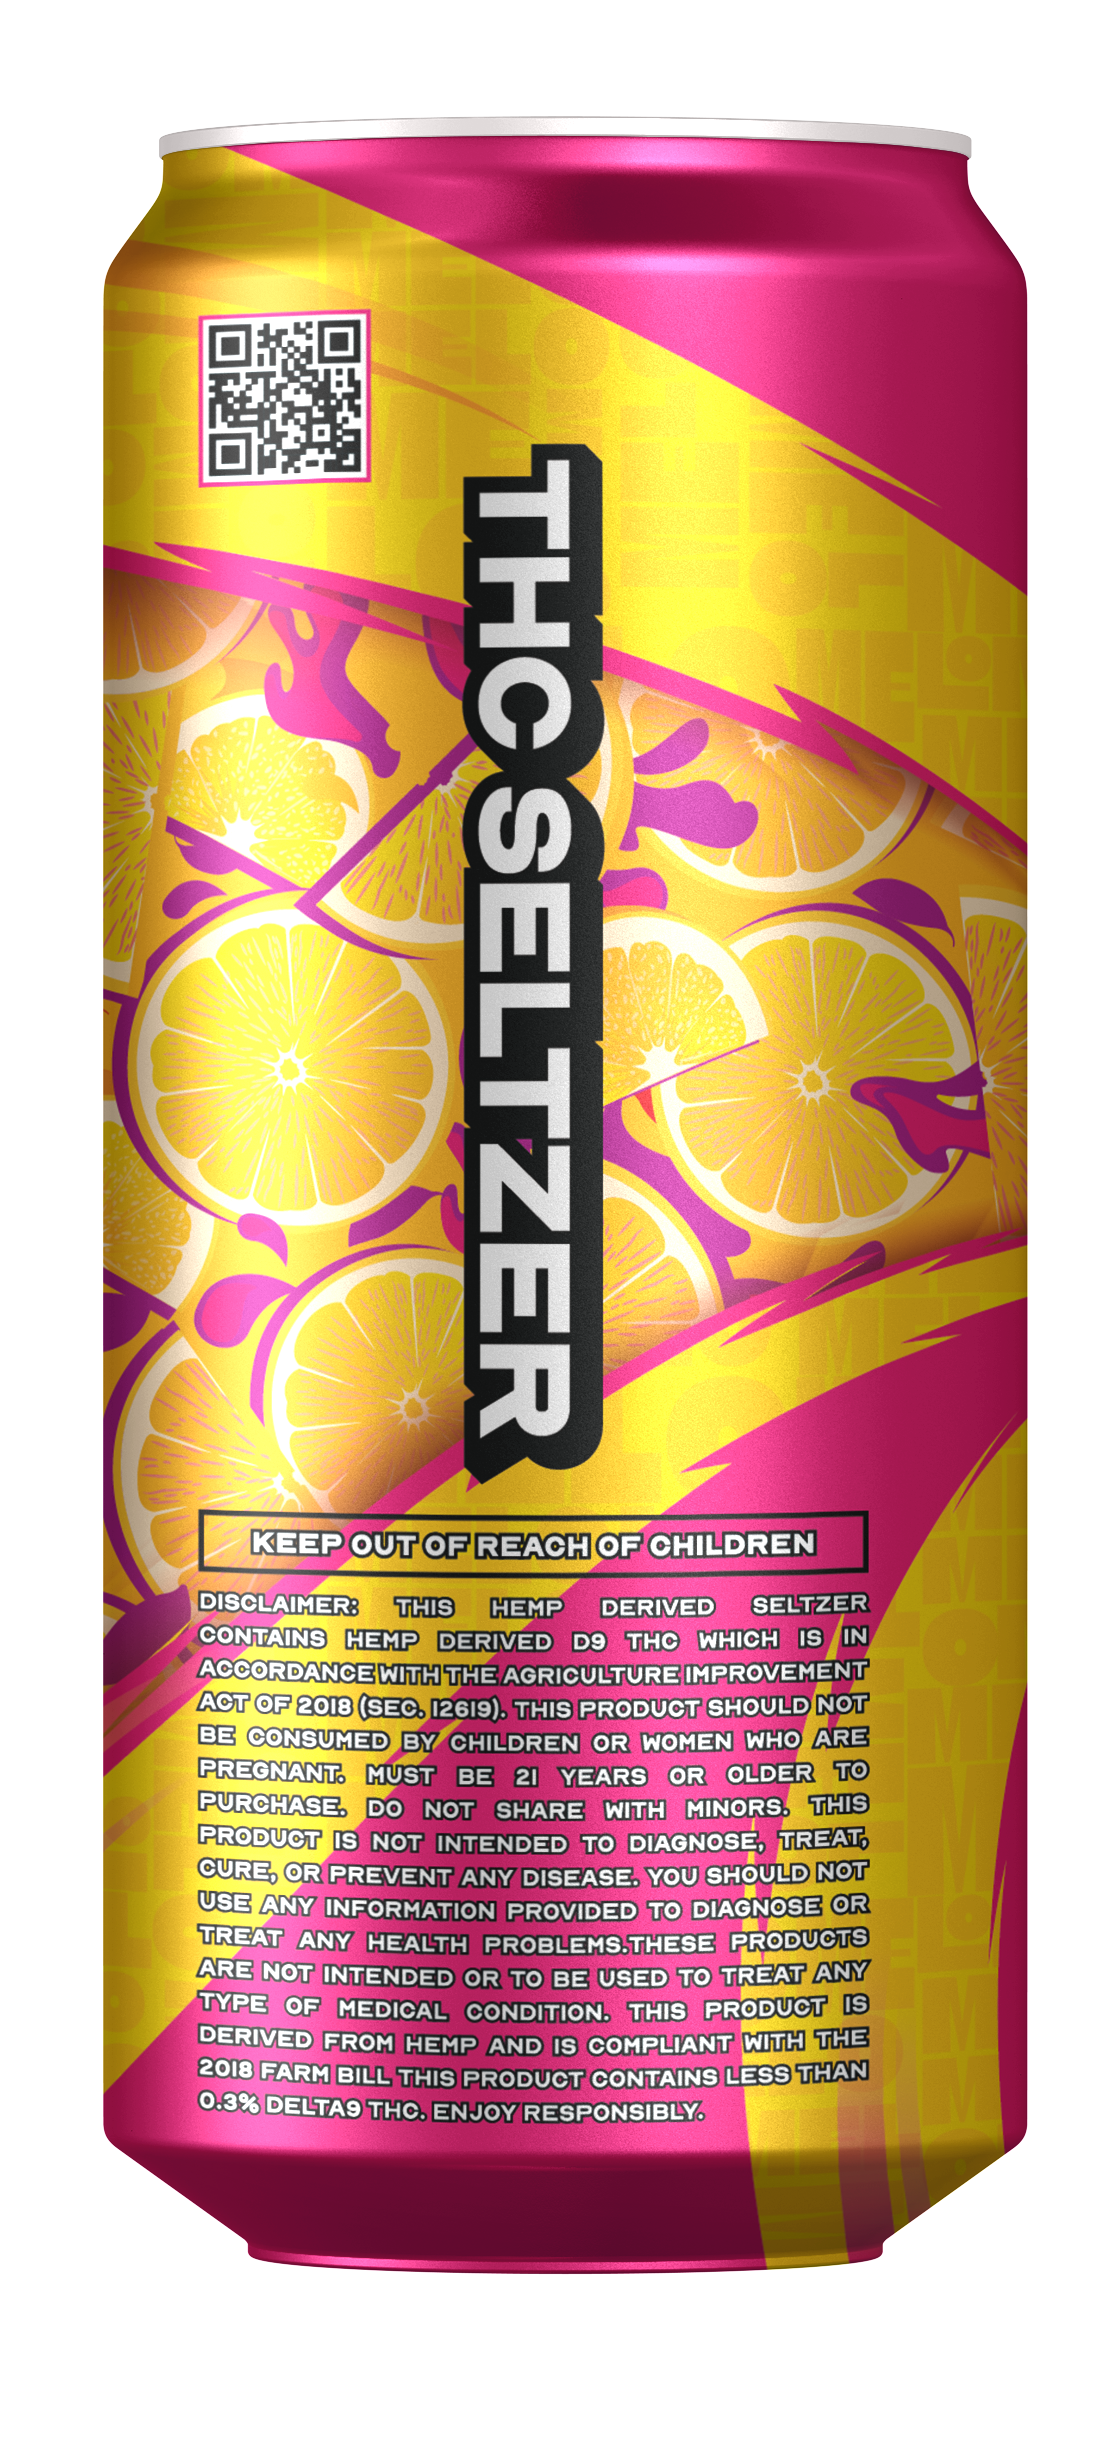 THC SELTZER
KEEP OUT OF REACH OF CHILDREN
DISCLAIMER: THIS HEMP DERIVED SELTZER
CONTAINS HEMP DERIVED D9 THC WHICH IS IN
ACCORDANCE WITH THE AGRICULTURE IMPROVEMENT
ACT OF 2018 (SEC. 12619). THIS PRODUCT SHOULD NOT
BE CONSUMED BY CHILDREN OR WOMEN WHO ARE
PREGNANT. MUST BE 21 YEARS OR OLDER TO
PURCHASE. DO NOT SHARE WITH MINORS. THIS
PRODUCT IS NOT INTENDED TO DIAGNOSE, TREAT,
CURE, OR PREVENT ANY DISEASE. YOU SHOULD NOT
USE ANY INFORMATION PROVIDED TO DIAGNOSE OR
TREAT ANY HEALTH PROBLEMS.THESE PRODUCTS
ARE NOT INTENDED OR TO BE USED TO TREAT ANY
TYPE OF MEDICAL CONDITION. THIS PRODUCT IS
DERIVED FROM HEMP AND IS COMPLIANT WITH THE
2018 FARM BILL THIS PRODUCT CONTAINS LESS THAN
0.3% DELTA9 THC. ENJOY RESPONSIBLY.